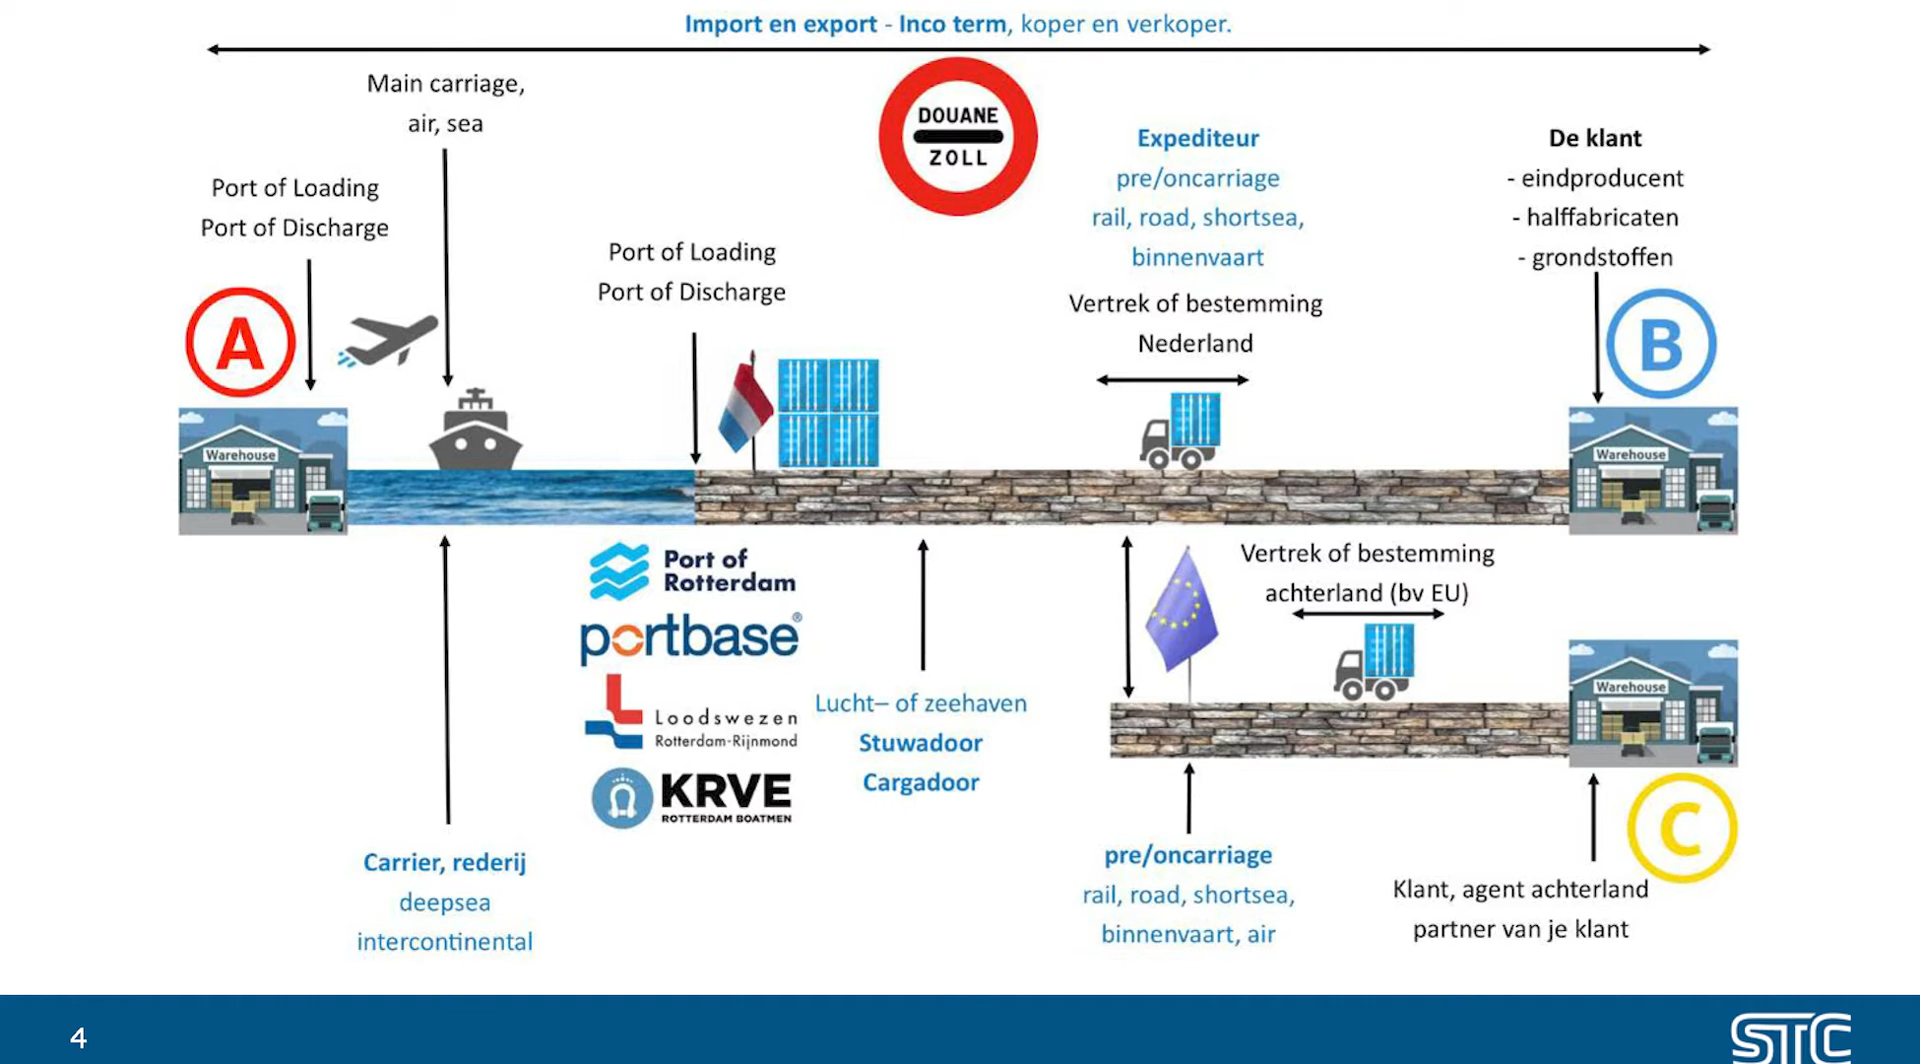 Import en export - Inco term, koper en verkoper.
Main carriage,
air, sea
DOUANE
ZOLL
Expediteur
pre/oncarriage
rail, road, shortsea,
binnenvaart
De klant
- eindproducent
- halffabricaten
- grondstoffen
Port of Loading
Port of Discharge
Port of Loading
Port of Discharge
Vertrek of bestemming
Nederland
A
B
Warehouse
Warehouse
Port of
Rotterdam
portbase®
Loodswezen
Rotterdam-Rijnmond
KRVE
ROTTERDAM BOATMEN
Lucht– of zeehaven
Stuwadoor
Cargadoor
Vertrek of bestemming
achterland (bv EU)
Warehouse
C
Carrier, rederij
deepsea
intercontinental
pre/oncarriage
rail, road, shortsea,
binnenvaart, air
Klant, agent achterland
partner van je klant
4
STC